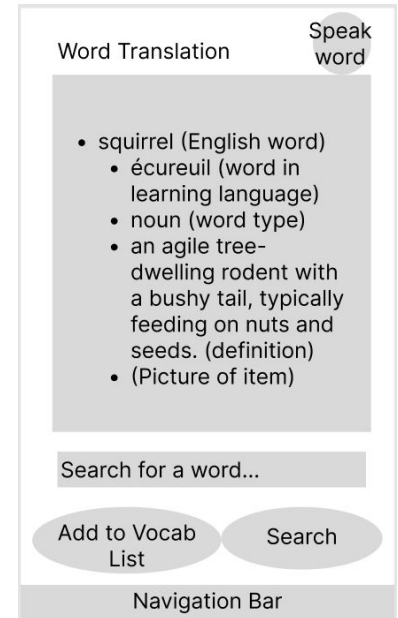 Speak
word
Word Translation
• squirrel (English word)
• écureuil (word in
learning language)
• noun (word type)
• an agile tree-
dwelling rodent with
a bushy tail, typically
feeding on nuts and
seeds. (definition)
• (Picture of item)
Search for a word...
Add to Vocab
List
Search
Navigation Bar